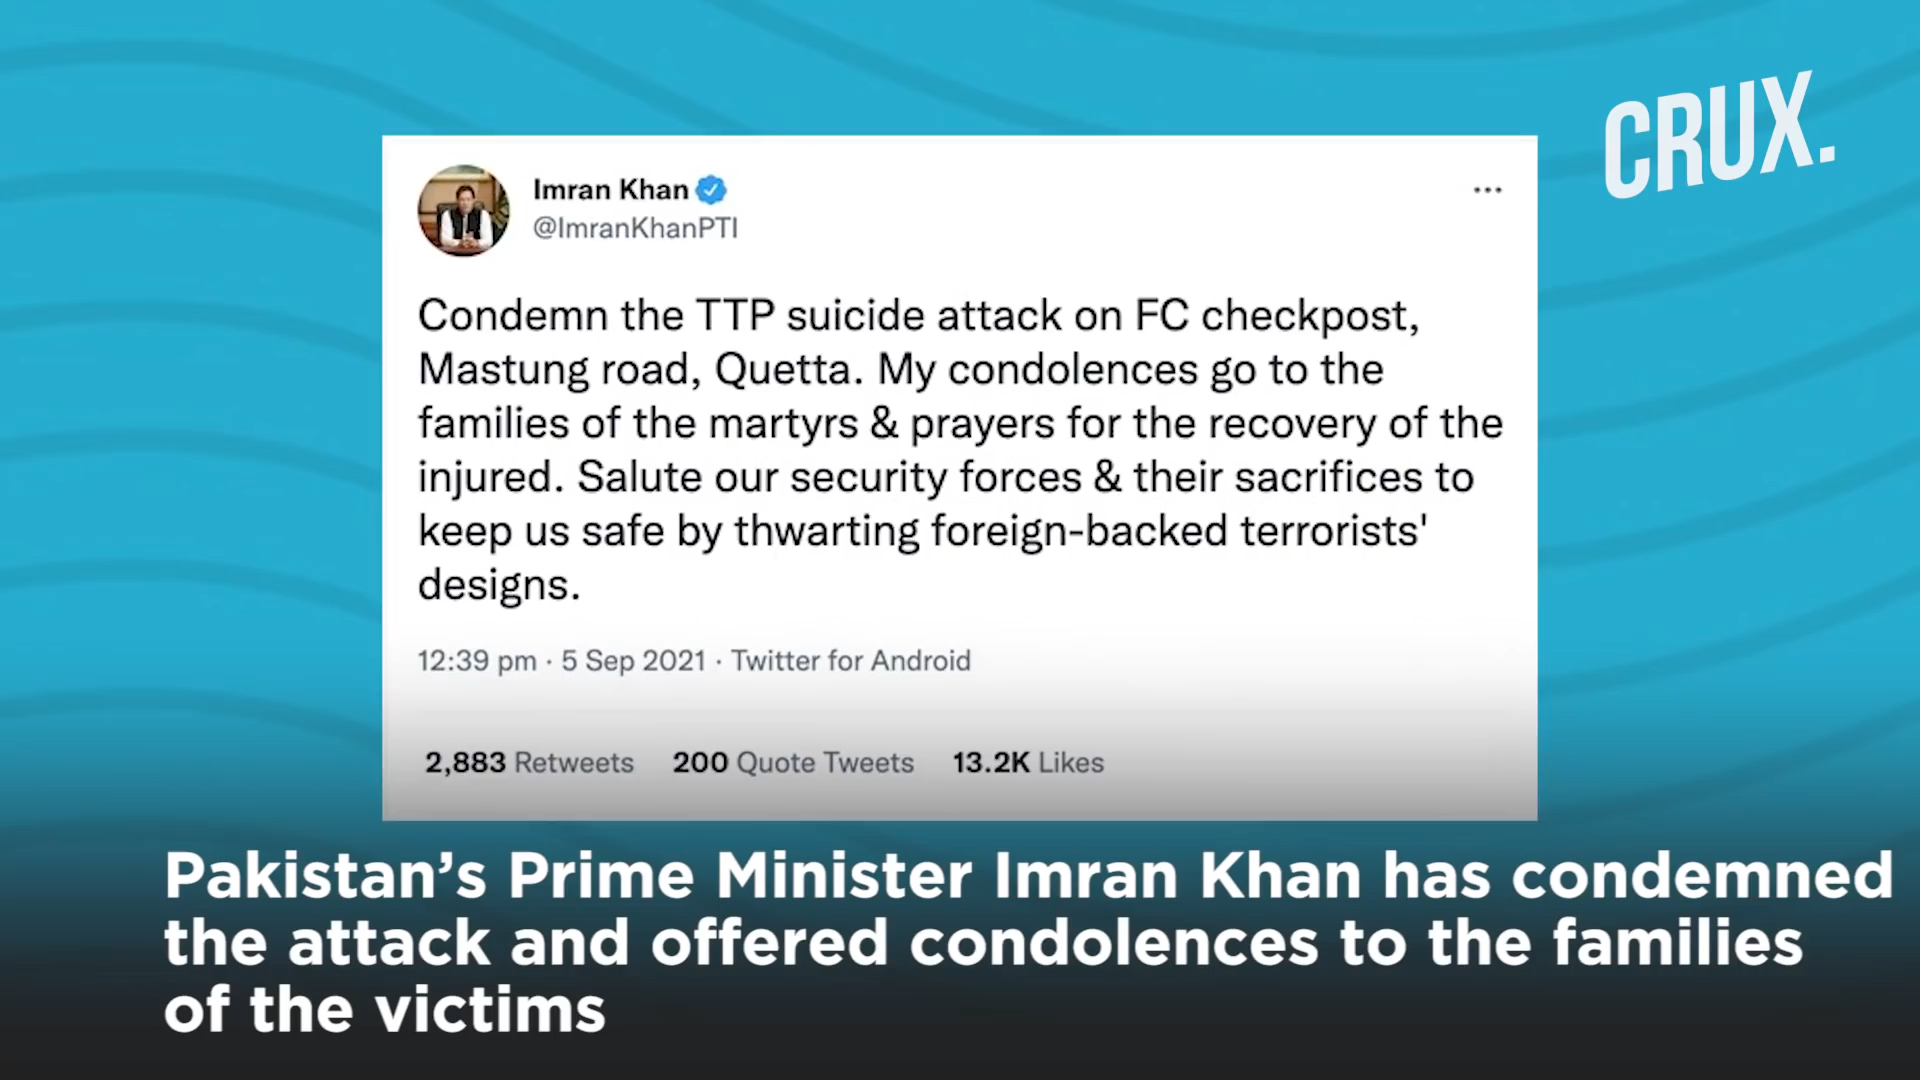 CRUX.
Imran Khan
@ImranKhanPTI
Condemn the TTP suicide attack on FC checkpost,
Mastung road, Quetta. My condolences go to the
families of the martyrs & prayers for the recovery of the
injured. Salute our security forces & their sacrifices to
keep us safe by thwarting foreign-backed terrorists'
designs.
12:39 pm · 5 Sep 2021 · Twitter for Android
2,883 Retweets 200 Quote Tweets 13.2K Likes
Pakistan’s Prime Minister Imran Khan has condemned
the attack and offered condolences to the families
of the victims